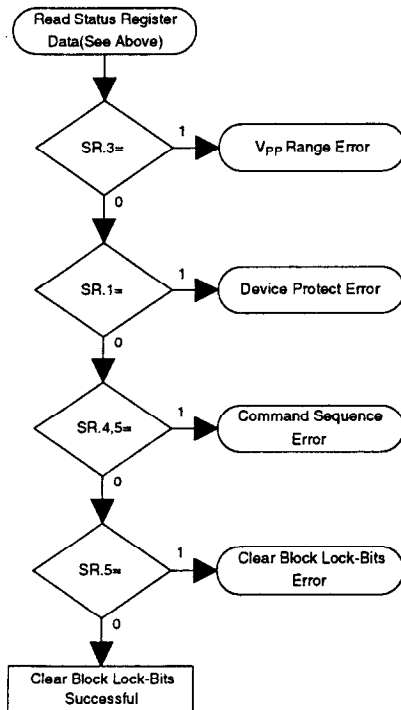 Read Status Register
Data(See Above)
SR.3=
1
VPP Range Error
0
SR.1=
1
Device Protect Error
0
SR.4,5=
1
Command Sequence
Error
0
SR.5=
1
Clear Block Lock-Bits
Error
0
Clear Block Lock-Bits
Successful